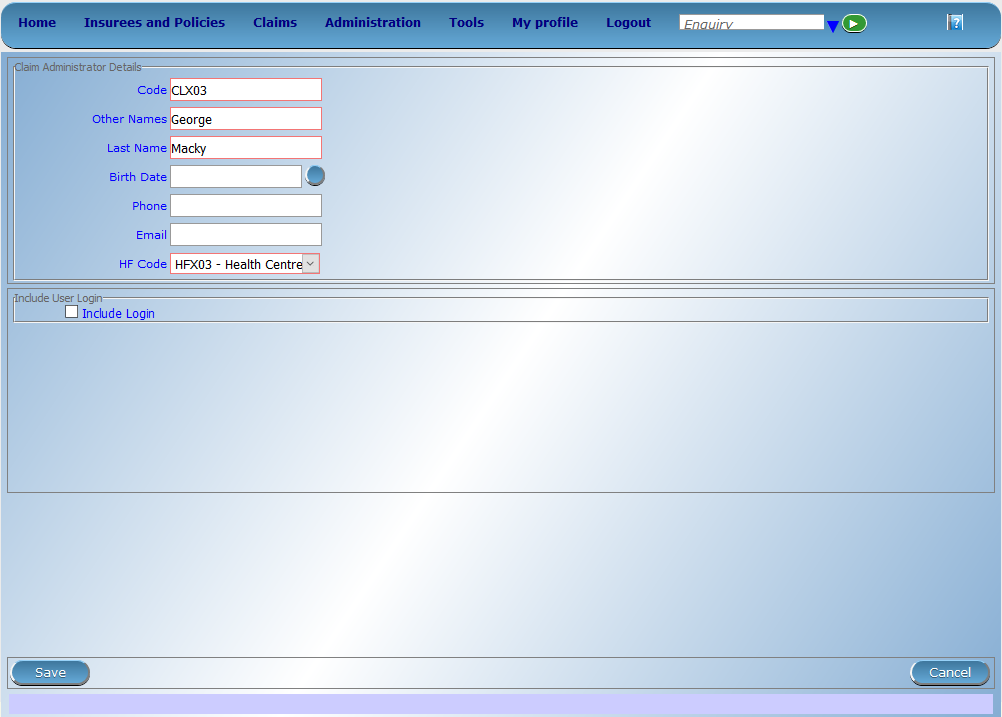 Home Insurees and Policies Claims Administration Tools My profile Logout Enquiry ?
Claim Administrator Details
Code CLX03
Other Names George
Last Name Macky
Birth Date
Phone
Email
HF Code HFX03 - Health Centre
Include User Login
Include Login
Save Cancel